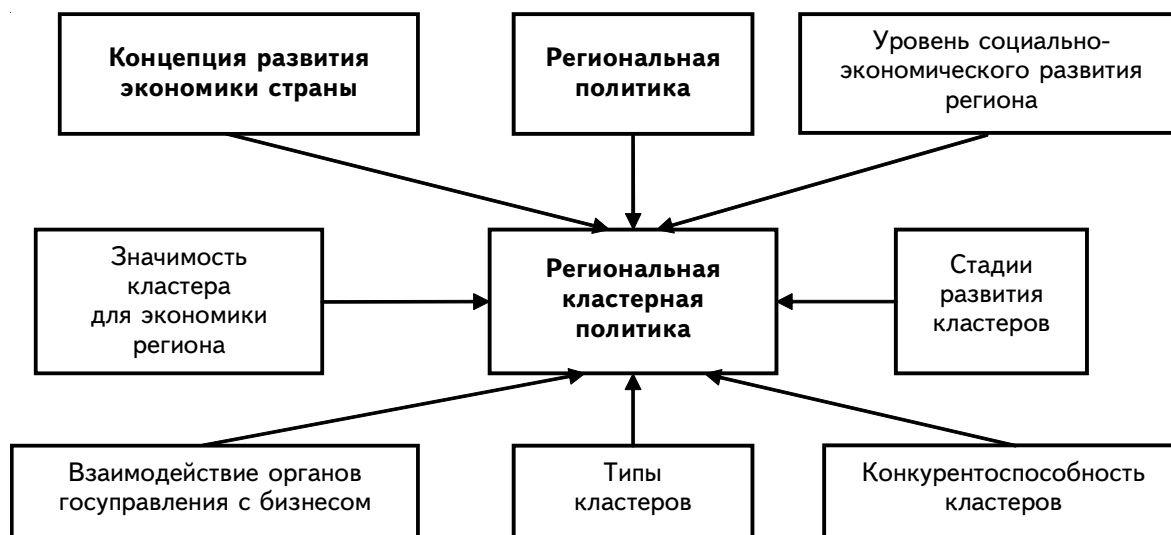 Концепция развития
экономики страны
Региональная
политика
Уровень социально-
экономического развития
региона
Значимость
кластера
для экономики
региона
Региональная
кластерная
политика
Стадии
развития
кластеров
Взаимодействие органов
госуправления с бизнесом
Типы
кластеров
Конкурентоспособность
кластеров